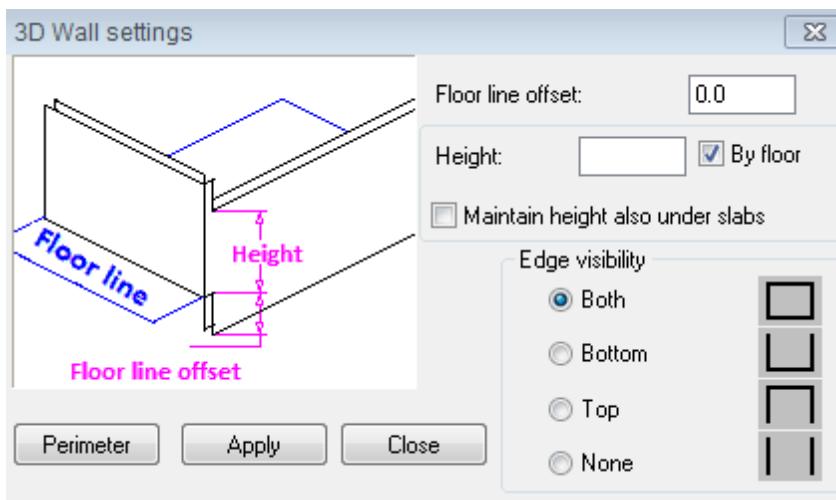 3D Wall settings
Floor line
Height
Floor line offset
Floor line offset: 0.0
Height: By floor
Maintain height also under slabs
Edge visibility
Both
Bottom
Top
None
Perimeter Apply Close